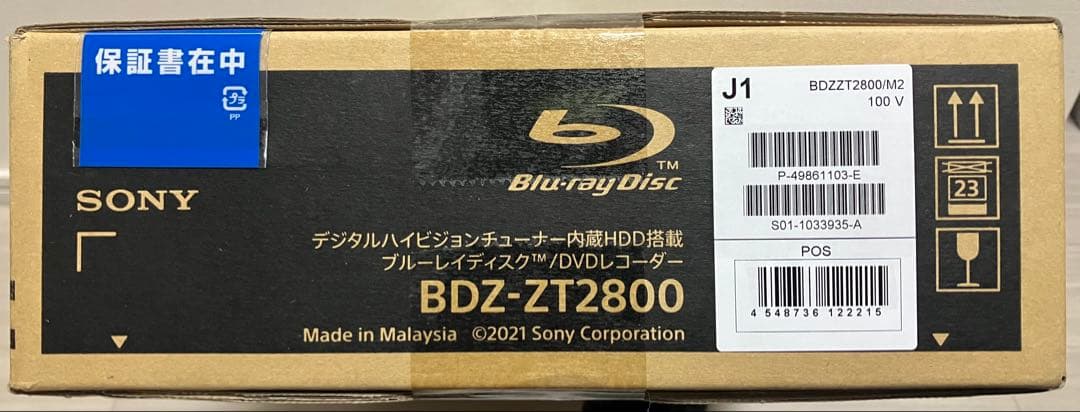 保証書在中
プラ
PP
SONY
TM
Blu-ray Disc
デジタルハイビジョンチューナー内蔵HDD搭載
ブルーレイディスク™/DVDレコーダー
BDZ-ZT2800
Made in Malaysia ©2021 Sony Corporation
J1
BDZZT2800/M2
100 V
P-49861103-E
S01-1033935-A
POS
4 548736 122215
23